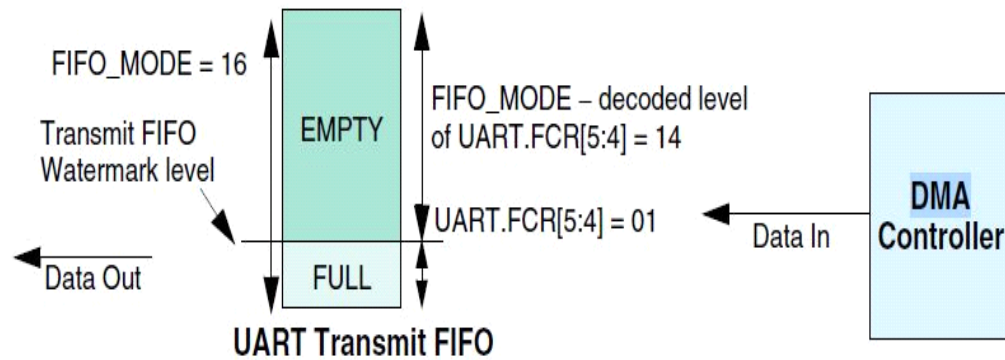 FIFO_MODE = 16
EMPTY
FIFO_MODE – decoded level
of UART.FCR[5:4] = 14
Transmit FIFO
Watermark level
UART.FCR[5:4] = 01
DMA
Controller
Data In
Data Out
FULL
UART Transmit FIFO